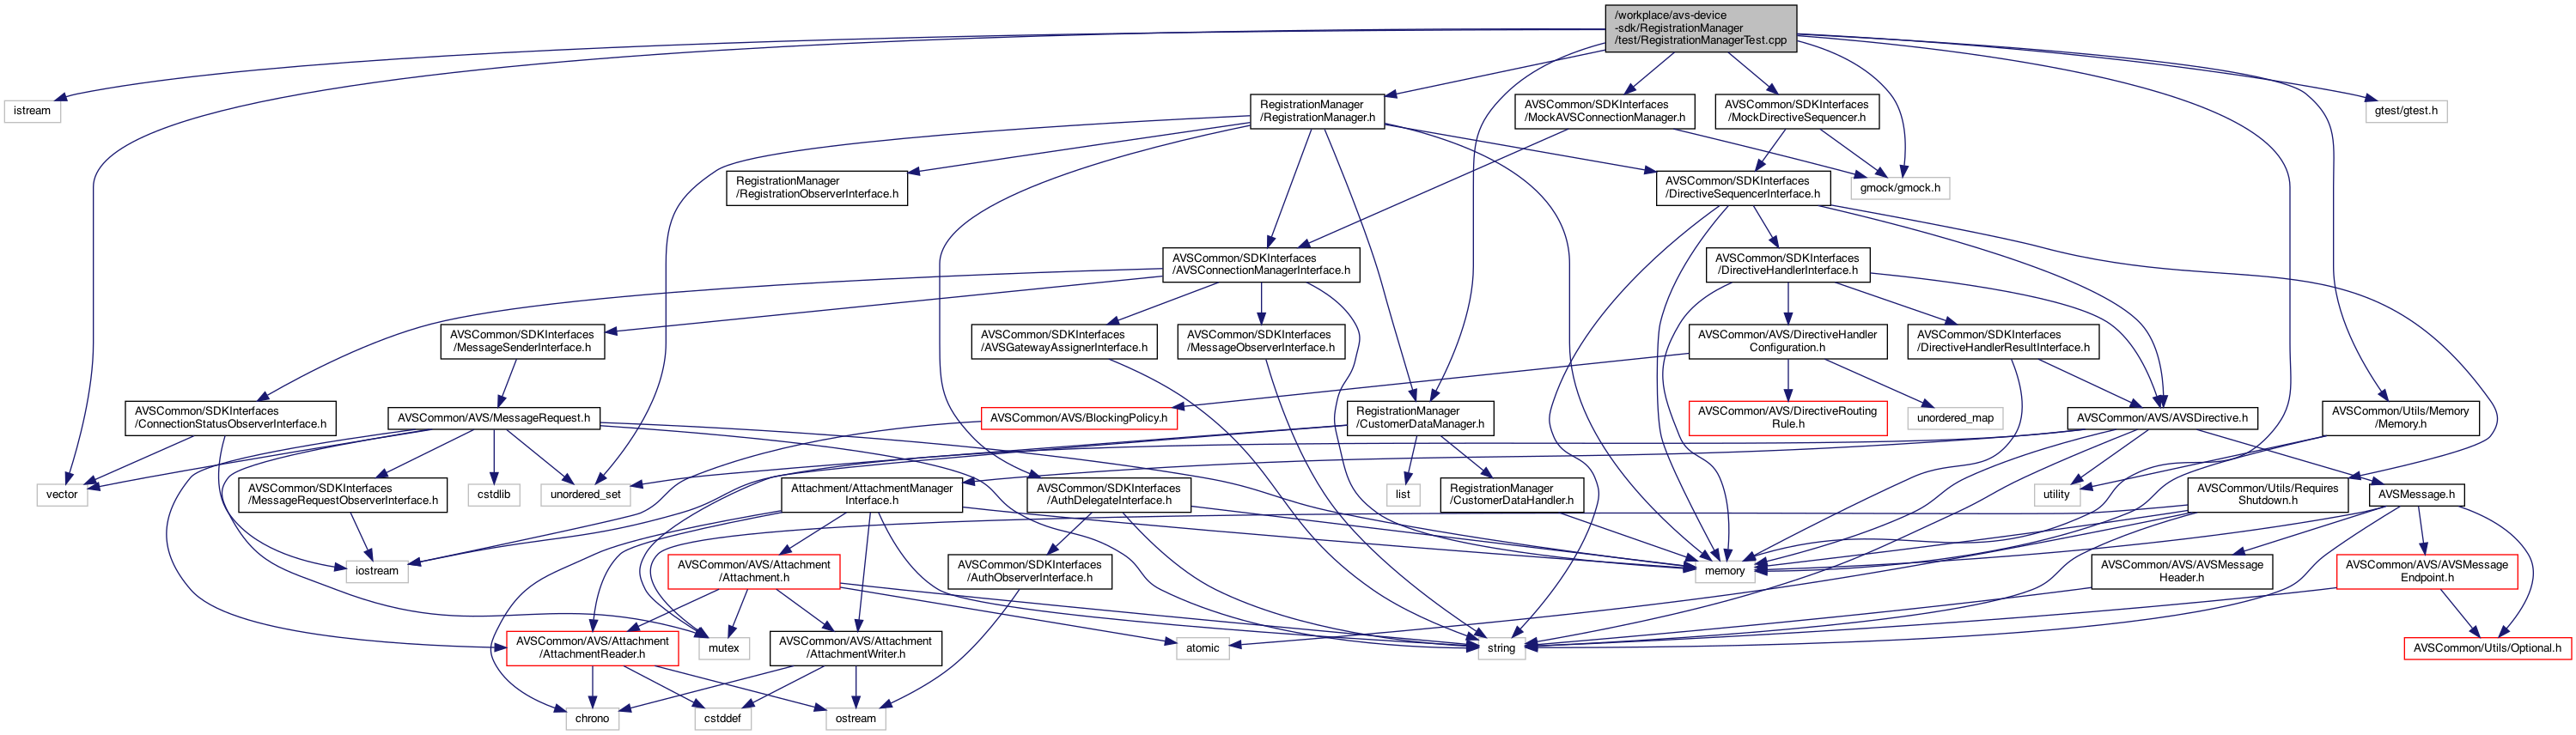 /workplace/avs-device
-sdk/RegistrationManager
/test/RegistrationManagerTest.cpp
istream
RegistrationManager
/RegistrationManager.h
AVSCommon/SDKInterfaces
/MockAVSConnectionManager.h
AVSCommon/SDKInterfaces
/MockDirectiveSequencer.h
gtest/gtest.h
RegistrationManager
/RegistrationObserverInterface.h
AVSCommon/SDKInterfaces
/DirectiveSequencerInterface.h
gmock/gmock.h
AVSCommon/SDKInterfaces
/AVSConnectionManagerInterface.h
AVSCommon/SDKInterfaces
/DirectiveHandlerInterface.h
AVSCommon/SDKInterfaces
/MessageSenderInterface.h
AVSCommon/SDKInterfaces
/AVSGatewayAssignerInterface.h
AVSCommon/SDKInterfaces
/MessageObserverInterface.h
AVSCommon/AVS/DirectiveHandler
Configuration.h
AVSCommon/SDKInterfaces
/DirectiveHandlerResultInterface.h
AVSCommon/SDKInterfaces
/ConnectionStatusObserverInterface.h
AVSCommon/AVS/MessageRequest.h
AVSCommon/AVS/BlockingPolicy.h
RegistrationManager
/CustomerDataManager.h
AVSCommon/AVS/DirectiveRouting
Rule.h
unordered_map
AVSCommon/AVS/AVSDirective.h
AVSCommon/Utils/Memory
/Memory.h
vector
AVSCommon/SDKInterfaces
/MessageRequestObserverInterface.h
cstdlib
unordered_set
Attachment/AttachmentManager
Interface.h
AVSCommon/SDKInterfaces
/AuthDelegateInterface.h
list
RegistrationManager
/CustomerDataHandler.h
utility
AVSCommon/Utils/Requires
Shutdown.h
AVSMessage.h
iostream
AVSCommon/AVS/Attachment
/Attachment.h
AVSCommon/SDKInterfaces
/AuthObserverInterface.h
memory
AVSCommon/AVS/AVSMessage
Header.h
AVSCommon/AVS/AVSMessage
Endpoint.h
AVSCommon/AVS/Attachment
/AttachmentReader.h
mutex
AVSCommon/AVS/Attachment
/AttachmentWriter.h
atomic
string
AVSCommon/Utils/Optional.h
chrono
cstddef
ostream